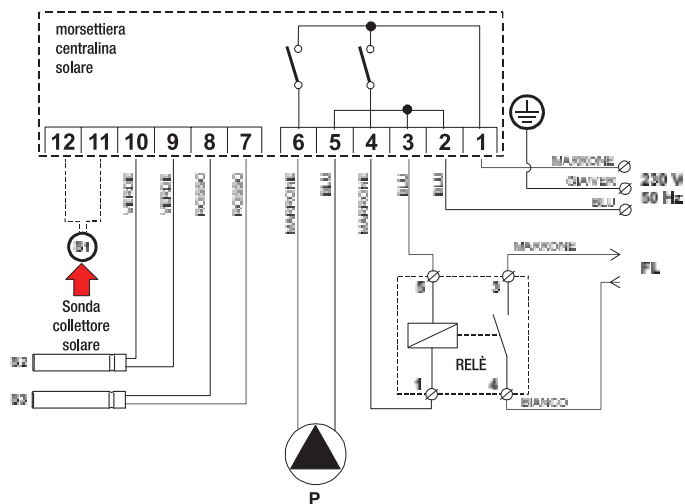 morsettiera
centralina
solare
12 11 10 9 8 7 6 5 4 3 2 1
VERDE
VERDE
ROSSO
ROSSO
MARRONE
BLU
MARRONE
BLU
BLU
MARRONE
GIA/VER
BLU
230 V
50 Hz
S1
Sonda
collettore
solare
MARRONE
FL
5 3
RELÈ
1 4
BIANCO
S2
S3
P